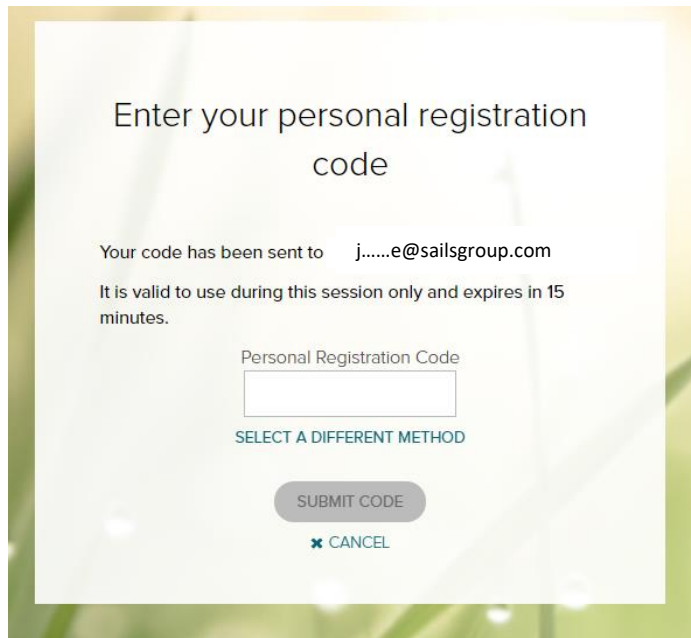 Enter your personal registration
code
Your code has been sent to j......e@sailsgroup.com
It is valid to use during this session only and expires in 15
minutes.
Personal Registration Code
SELECT A DIFFERENT METHOD
SUBMIT CODE
✖ CANCEL